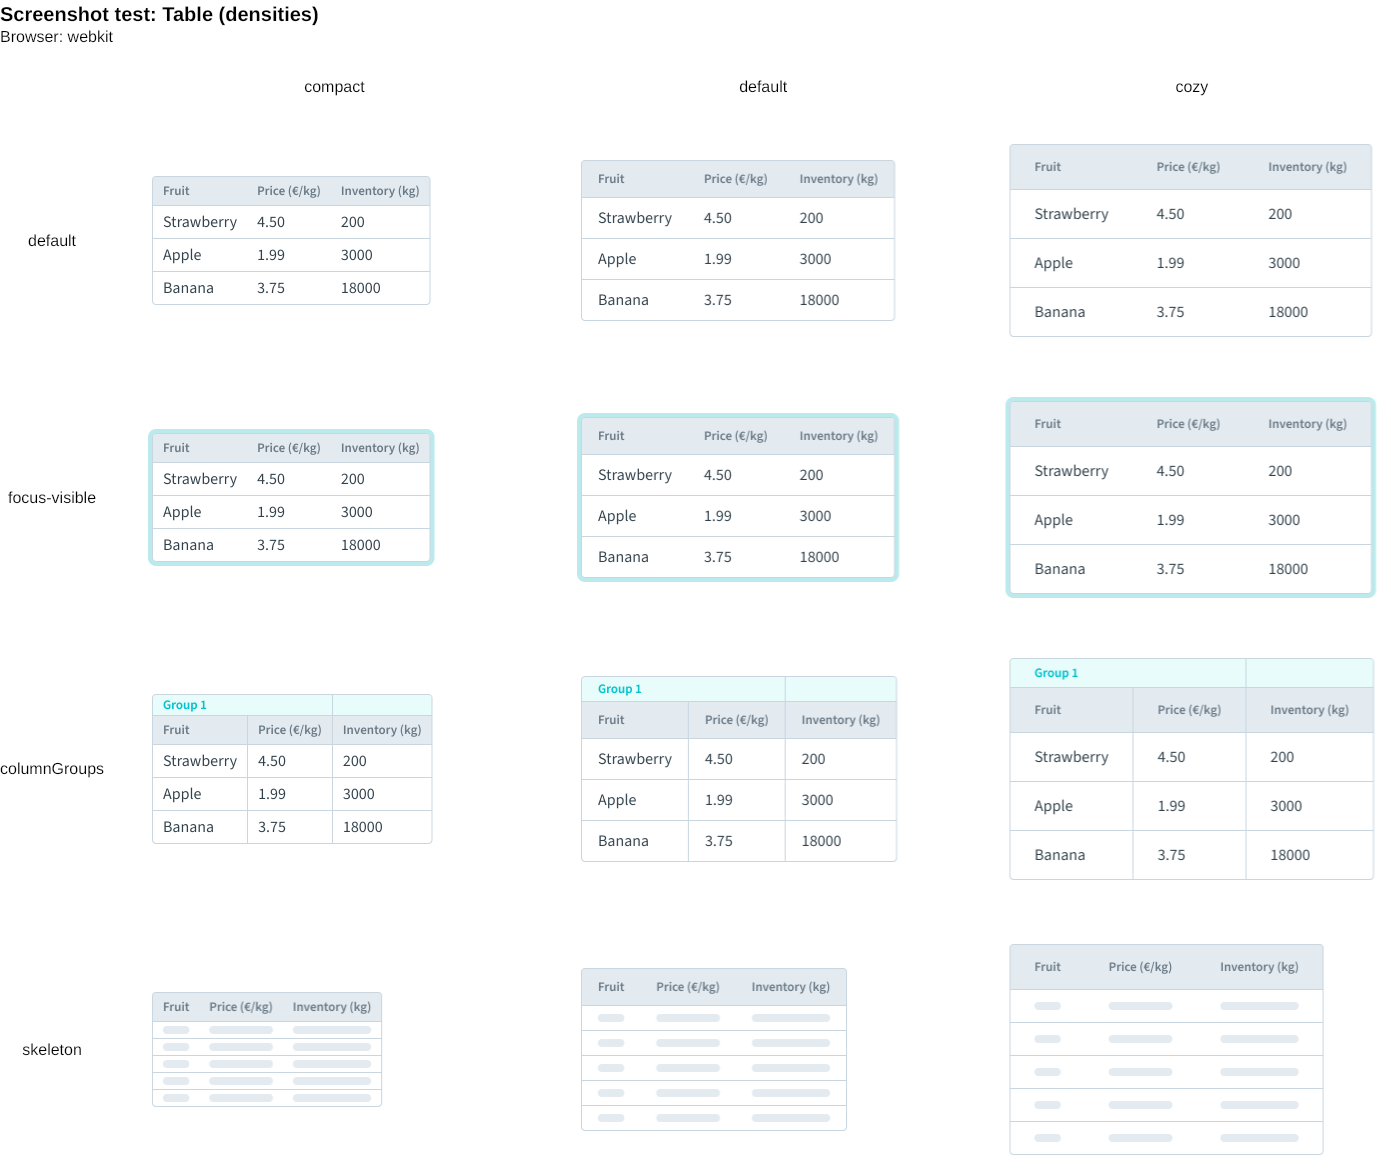 Screenshot test: Table (densities)
Browser: webkit
compact default cozy
default
Fruit Price (€/kg) Inventory (kg)
Strawberry 4.50 200
Apple 1.99 3000
Banana 3.75 18000
Fruit Price (€/kg) Inventory (kg)
Strawberry 4.50 200
Apple 1.99 3000
Banana 3.75 18000
Fruit Price (€/kg) Inventory (kg)
Strawberry 4.50 200
Apple 1.99 3000
Banana 3.75 18000
focus-visible
Fruit Price (€/kg) Inventory (kg)
Strawberry 4.50 200
Apple 1.99 3000
Banana 3.75 18000
Fruit Price (€/kg) Inventory (kg)
Strawberry 4.50 200
Apple 1.99 3000
Banana 3.75 18000
Fruit Price (€/kg) Inventory (kg)
Strawberry 4.50 200
Apple 1.99 3000
Banana 3.75 18000
columnGroups
Group 1
Fruit Price (€/kg) Inventory (kg)
Strawberry 4.50 200
Apple 1.99 3000
Banana 3.75 18000
Group 1
Fruit Price (€/kg) Inventory (kg)
Strawberry 4.50 200
Apple 1.99 3000
Banana 3.75 18000
Group 1
Fruit Price (€/kg) Inventory (kg)
Strawberry 4.50 200
Apple 1.99 3000
Banana 3.75 18000
skeleton
Fruit Price (€/kg) Inventory (kg)
Fruit Price (€/kg) Inventory (kg)
Fruit Price (€/kg) Inventory (kg)